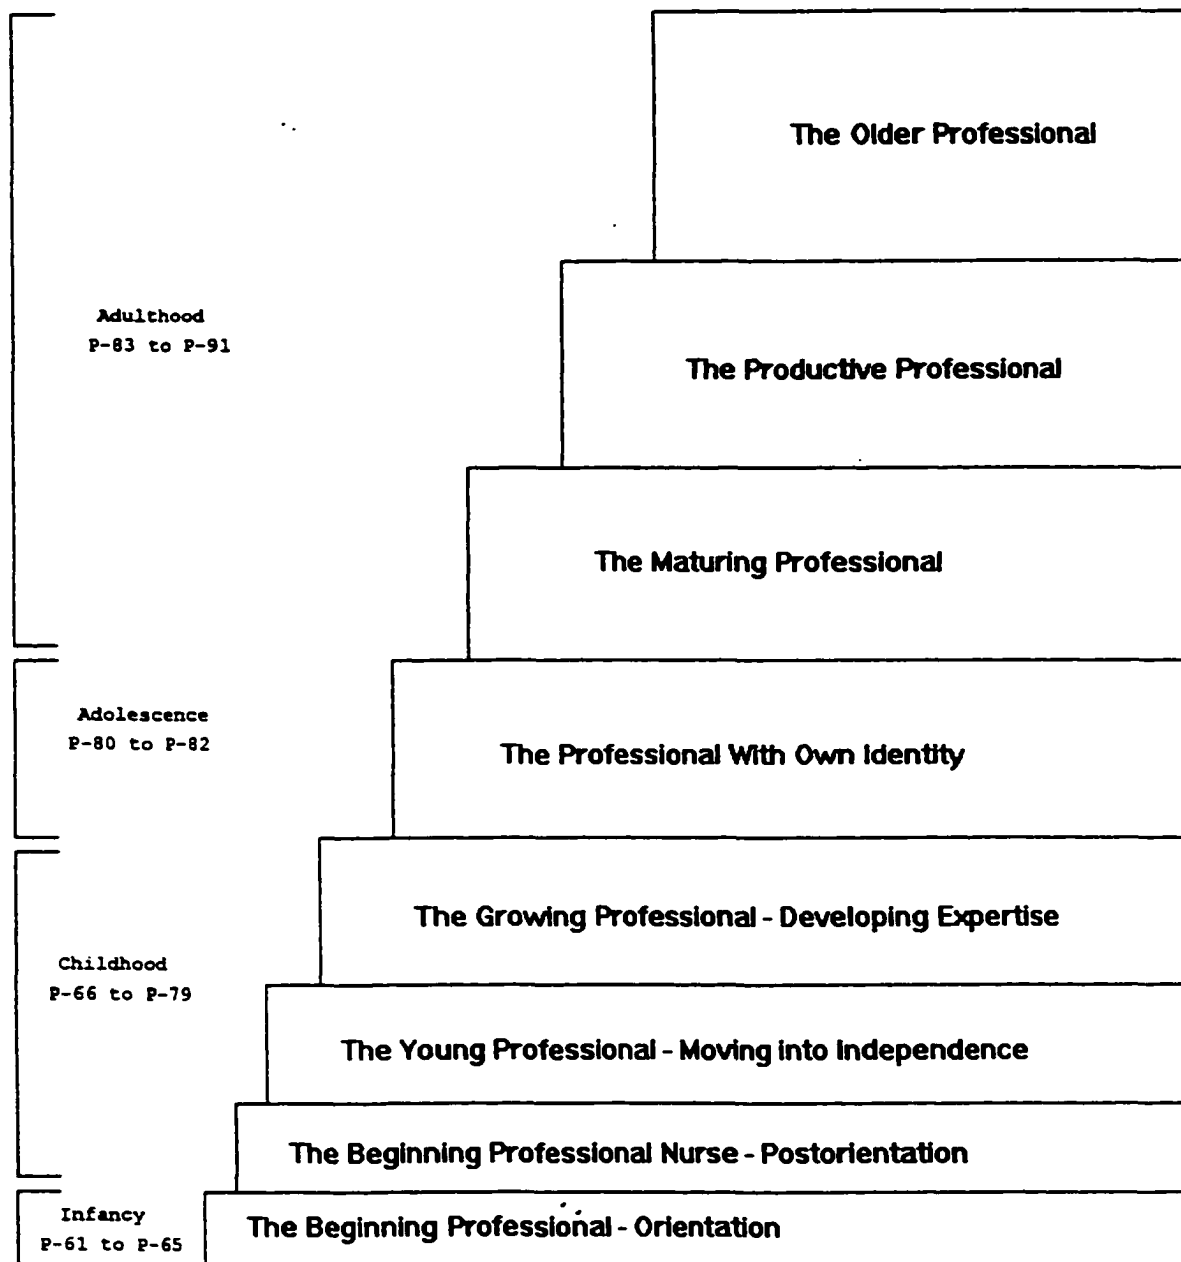 The Older Professional
Adulthood
P-83 to P-91
The Productive Professional
The Maturing Professional
Adolescence
P-80 to P-82
The Professional With Own Identity
The Growing Professional - Developing Expertise
Childhood
P-66 to P-79
The Young Professional - Moving into Independence
The Beginning Professional Nurse - Postorientation
Infancy
P-61 to P-65
The Beginning Professional - Orientation